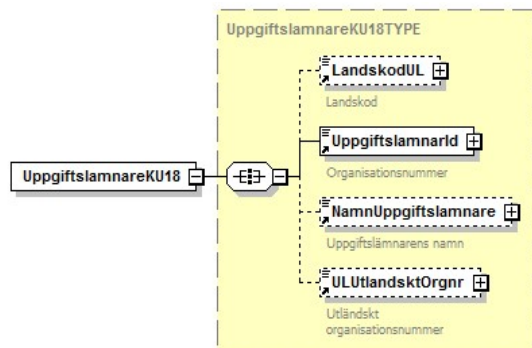 UppgiftslamnareKU18TYPE
LandskodUL
Landskod
UppgiftslamnarId
Organisationsnummer
UppgiftslamnareKU18
NamnUppgiftslamnare
Uppgiftslämnarens namn
ULUtlandsktOrgnr
Utländskt
organisationsnummer